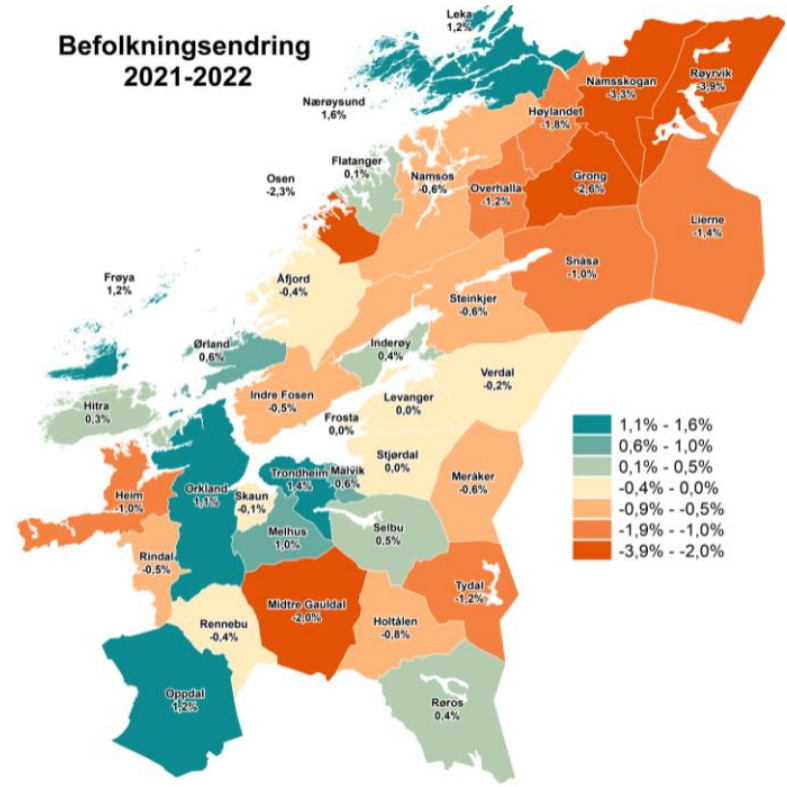 Befolkningsendring
2021-2022
Leka
1,2%
Nærøysund
1,6%
Namsskogan
-3,3%
Røyrvik
-3,9%
Høylandet
-1,8%
Flatanger
0,1%
Osen
-2,3%
Namsos
-0,6%
Overhalla
-1,2%
Grong
-2,6%
Lierne
-1,4%
Snåsa
-1,0%
Frøya
1,2%
Åfjord
-0,4%
Steinkjer
-0,6%
Ørland
0,6%
Inderøy
0,4%
Verdal
-0,2%
Hitra
0,3%
Indre Fosen
-0,5%
Levanger
0,0%
Frosta
0,0%
Stjørdal
0,0%
Meråker
-0,6%
Heim
-1,0%
Orkland
1,1%
Skaun
-0,1%
Trondheim
1,4%
Malvik
0,6%
Melhus
1,0%
Selbu
0,5%
Rindal
-0,5%
Tydal
-1,2%
Midtre Gauldal
-2,0%
Holtålen
-0,8%
Rennebu
-0,4%
Oppdal
1,2%
Røros
0,4%
1,1% - 1,6%
0,6% - 1,0%
0,1% - 0,5%
-0,4% - 0,0%
-0,9% - -0,5%
-1,9% - -1,0%
-3,9% - -2,0%